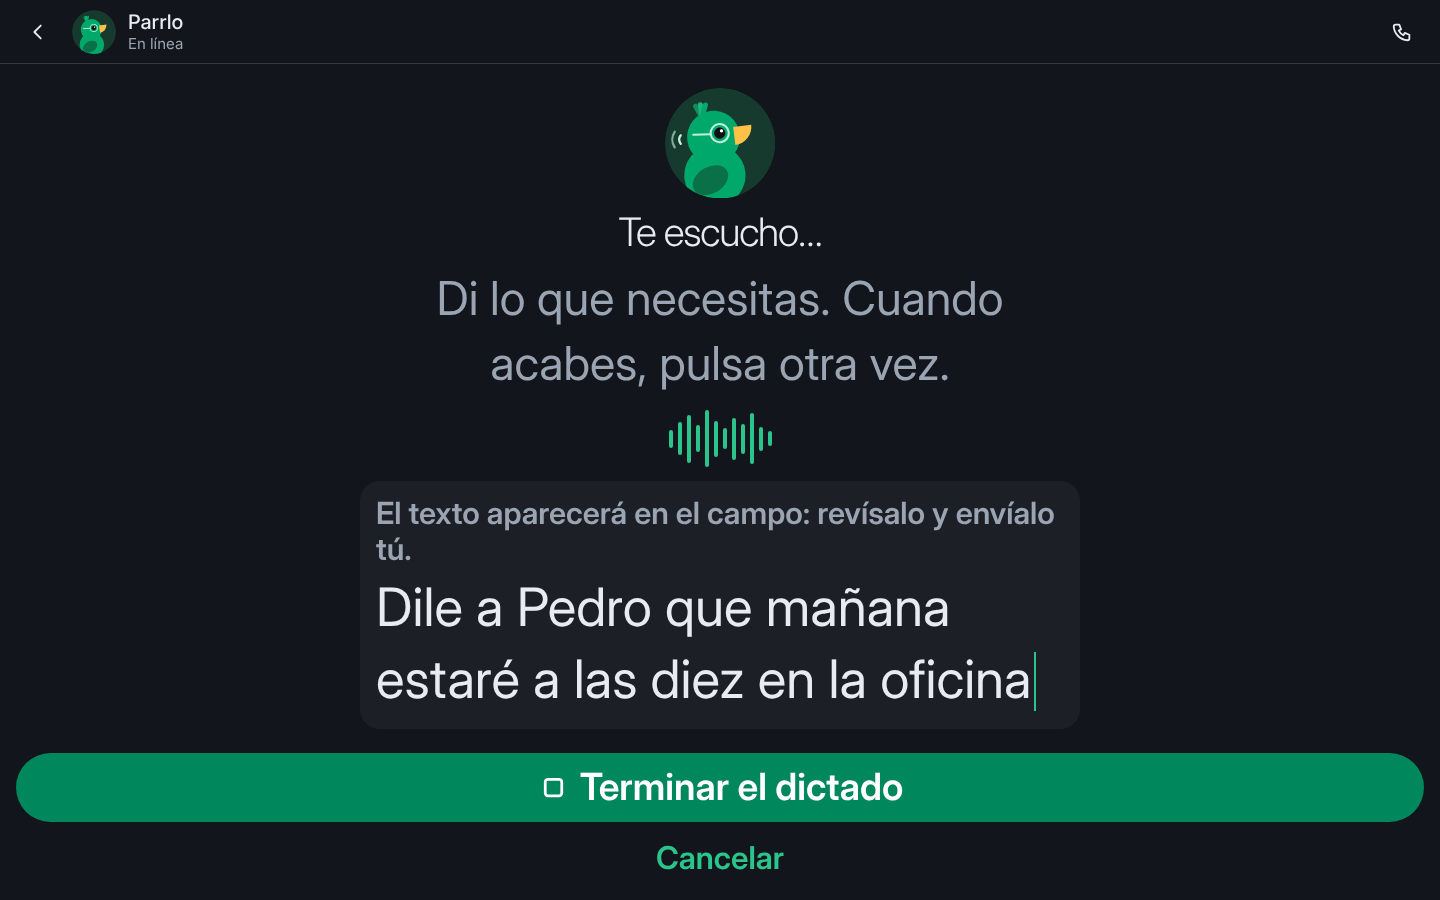 Parrlo
En línea
Te escucho...
Di lo que necesitas. Cuando
acabes, pulsa otra vez.
El texto aparecerá en el campo: revísalo y envíalo
tú.
Dile a Pedro que mañana
estaré a las diez en la oficina
Terminar el dictado
Cancelar